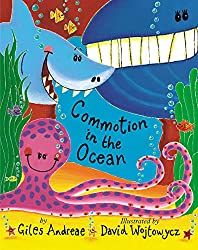 Commotion
in the
Ocean
by
Giles Andreae
Illustrated by
David Wojtowycz